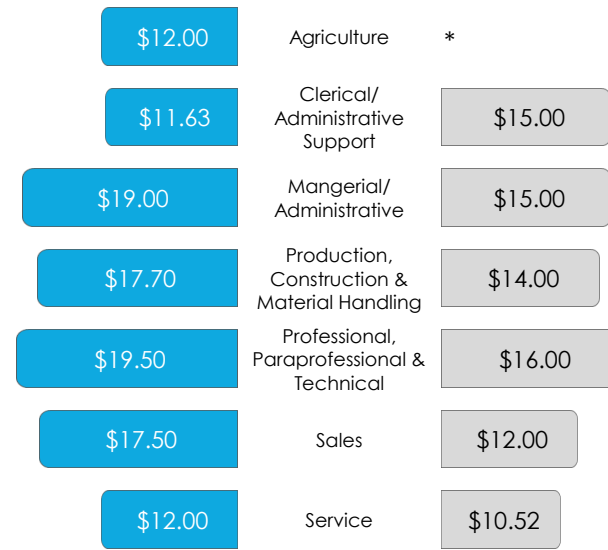 $12.00 Agriculture *
Clerical/
$11.63 Administrative $15.00
Support
$19.00 Mangerial/ $15.00
Administrative
Production,
$17.70 Construction & $14.00
Material Handling
Professional,
$19.50 Paraprofessional & $16.00
Technical
$17.50 Sales $12.00
$12.00 Service $10.52